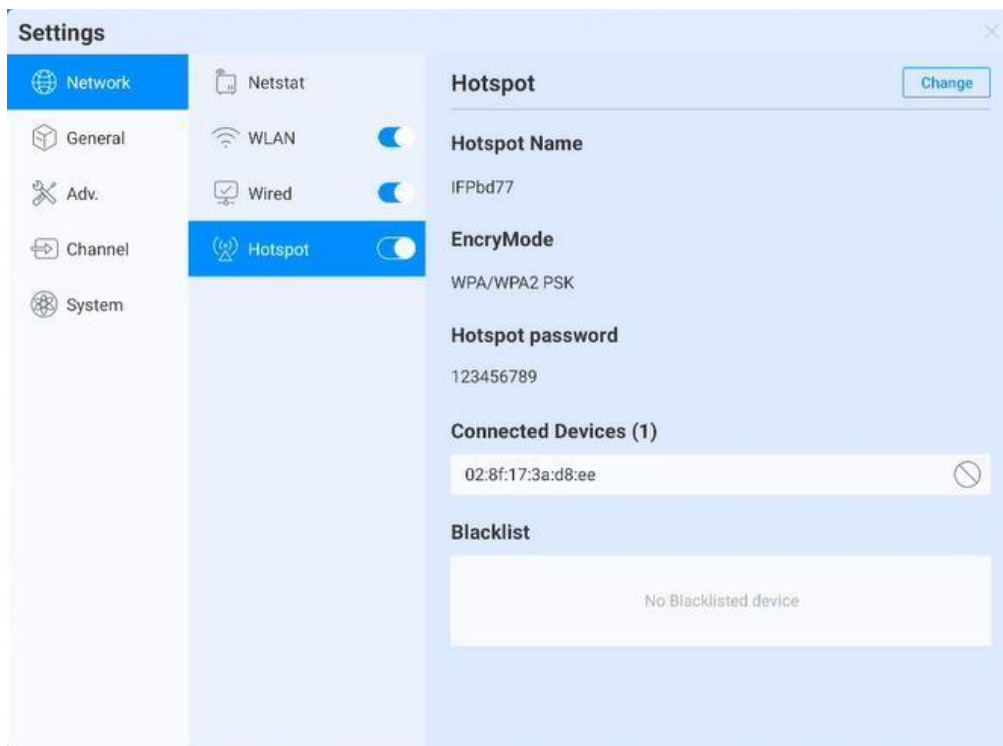 Settings
Network
General
Adv.
Channel
System
Netstat
WLAN
Wired
Hotspot
Hotspot
Change
Hotspot Name
IFPbd77
EncryMode
WPA/WPA2 PSK
Hotspot password
123456789
Connected Devices (1)
02:8f:17:3a:d8:ee
Blacklist
No Blacklisted device